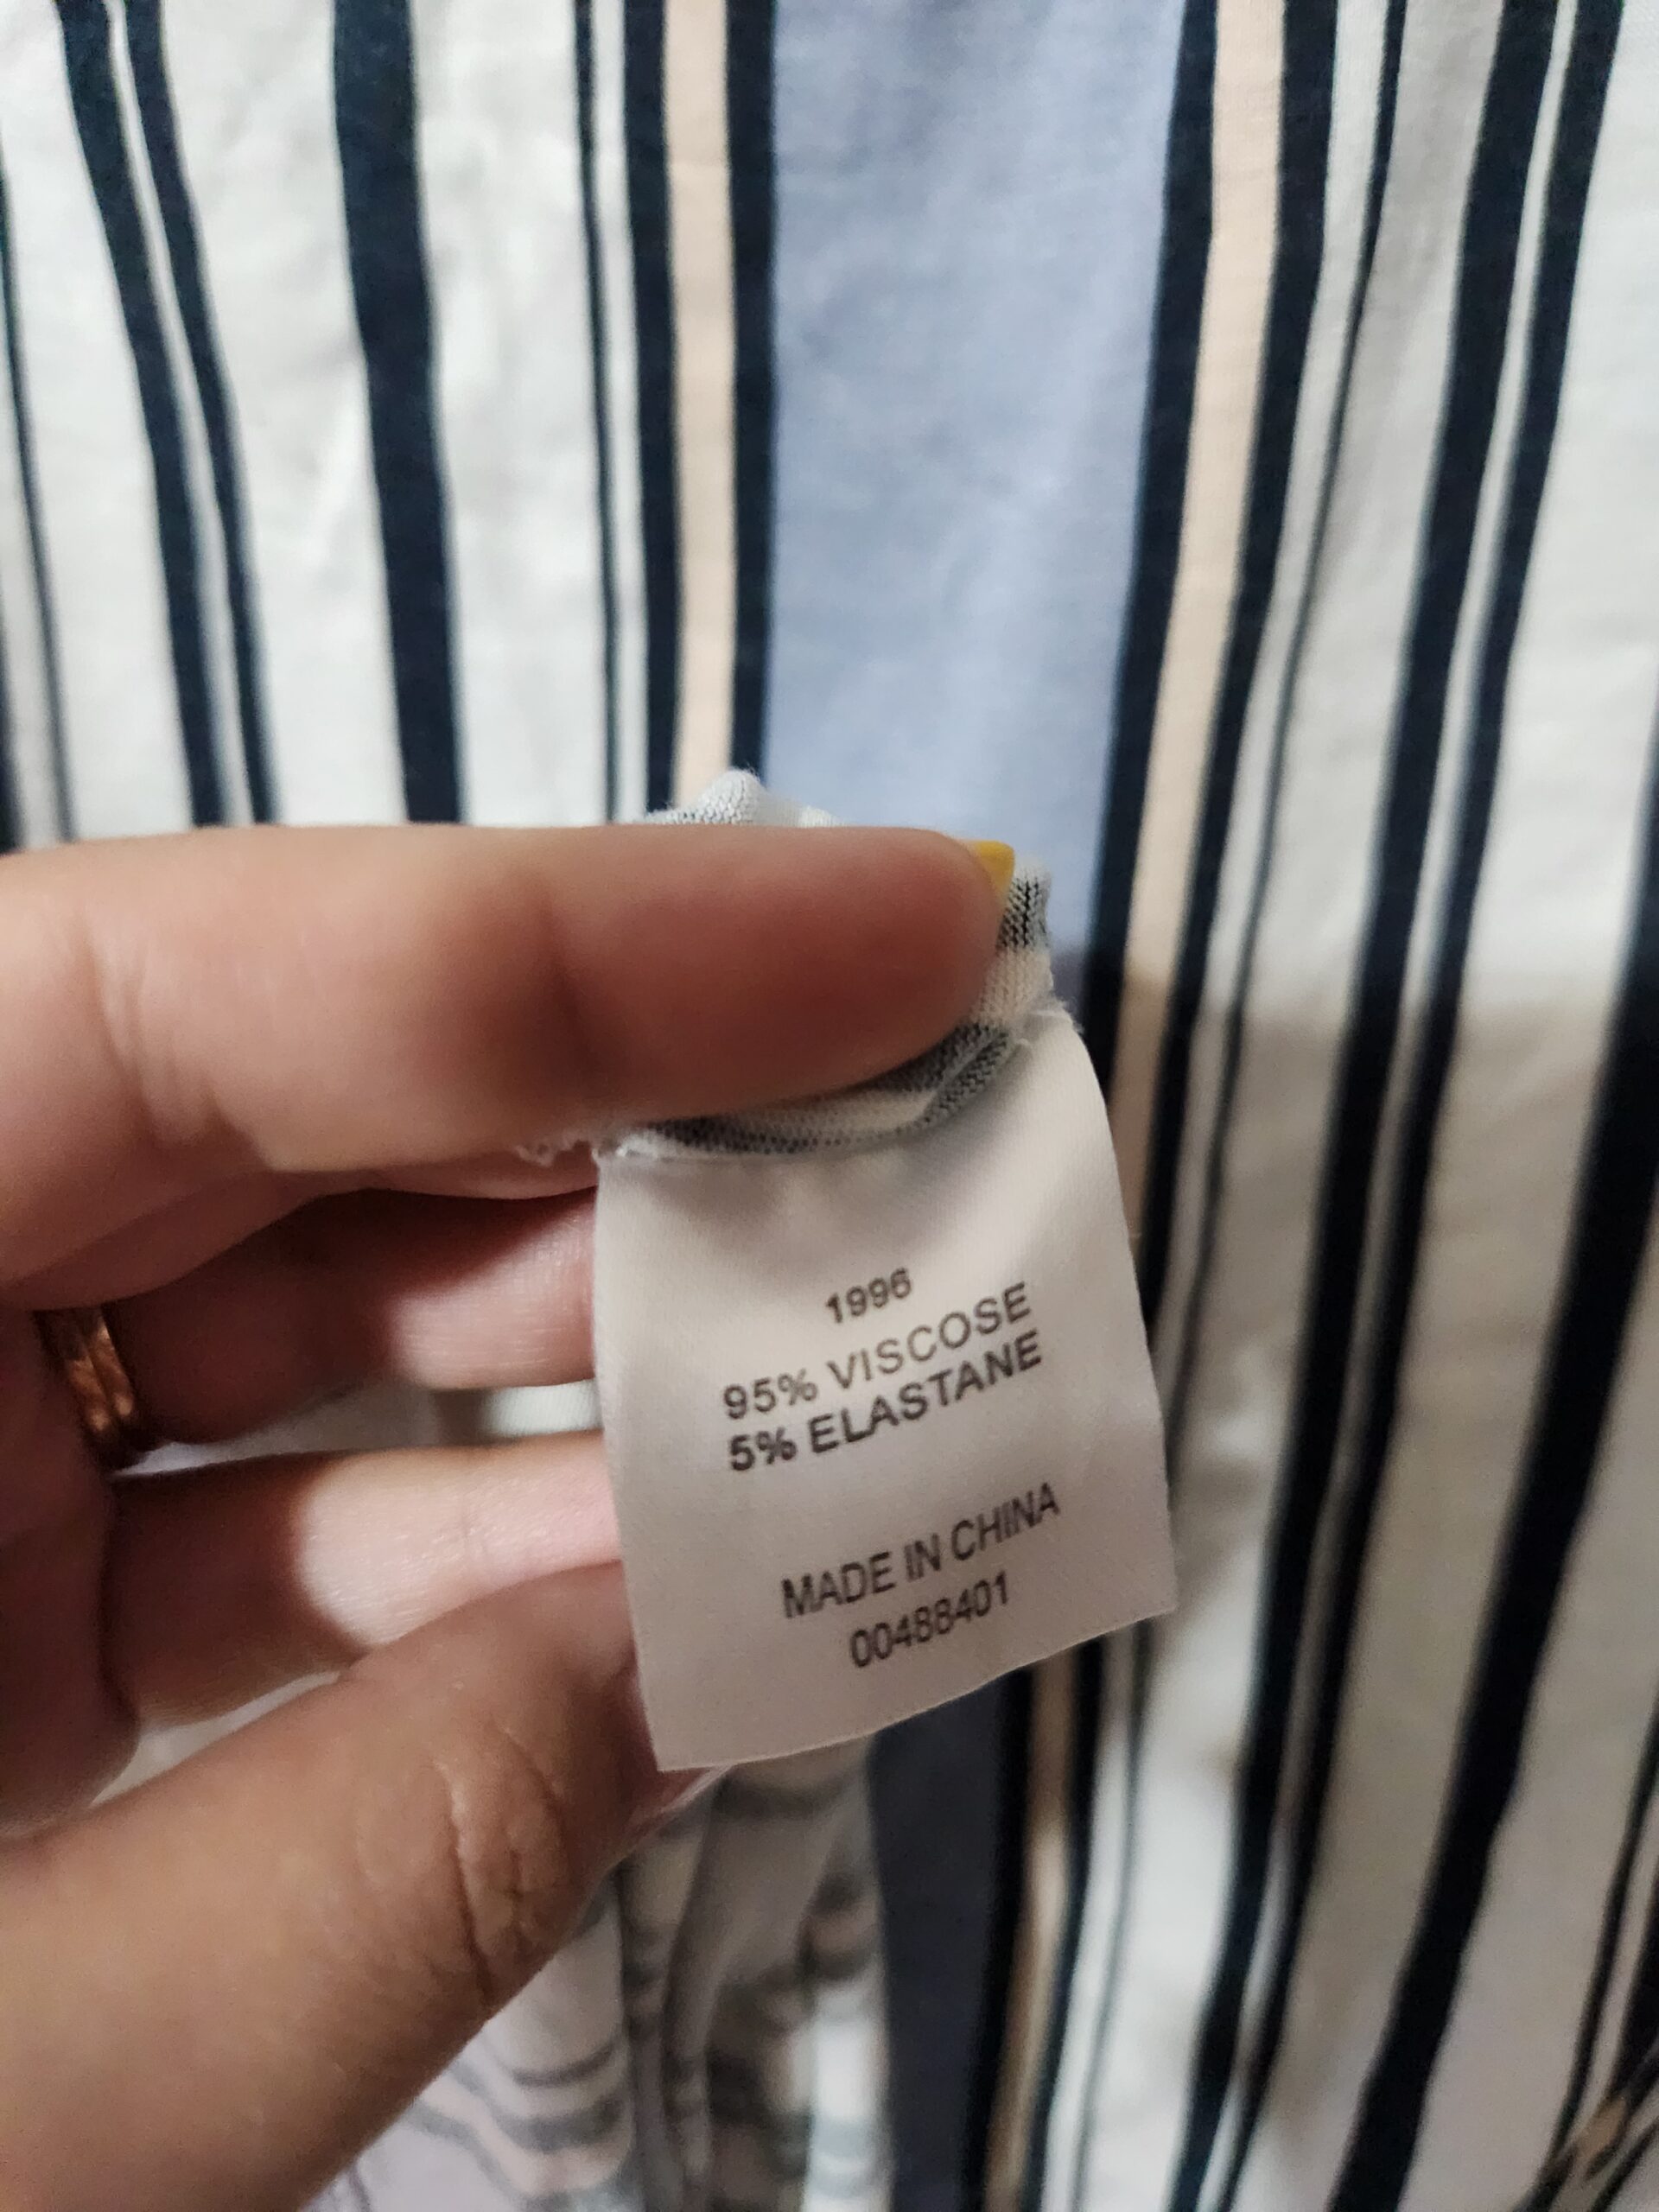 1996
95% VISCOSE
5% ELASTANE
MADE IN CHINA
00488401